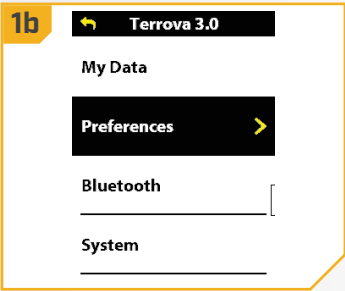 1b
Terrova 3.0
My Data
Preferences
Bluetooth
System